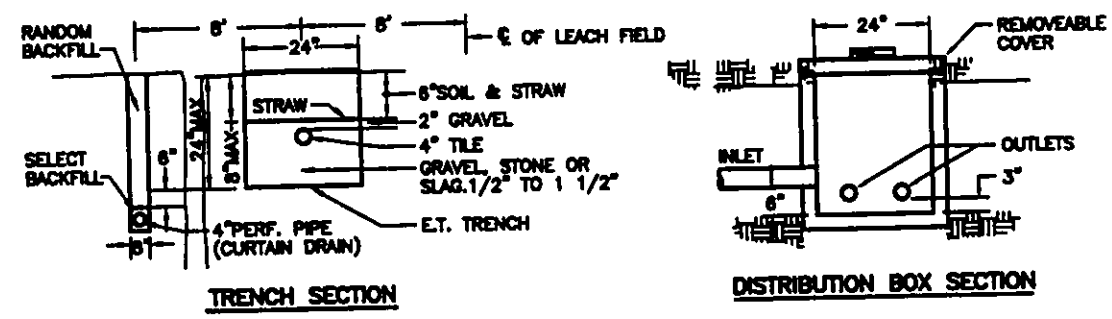 RANDOM
BACKFILL
8'
8'
24"
℄ OF LEACH FIELD
6" SOIL & STRAW
STRAW
2" GRAVEL
4" TILE
24" MAX
8" MAX
GRAVEL, STONE OR
SLAG. 1/2" TO 1 1/2"
SELECT
BACKFILL
6"
E.T. TRENCH
4" PERF. PIPE
(CURTAIN DRAIN)
8"
TRENCH SECTION
24"
REMOVEABLE
COVER
OUTLETS
INLET
3"
6"
DISTRIBUTION BOX SECTION